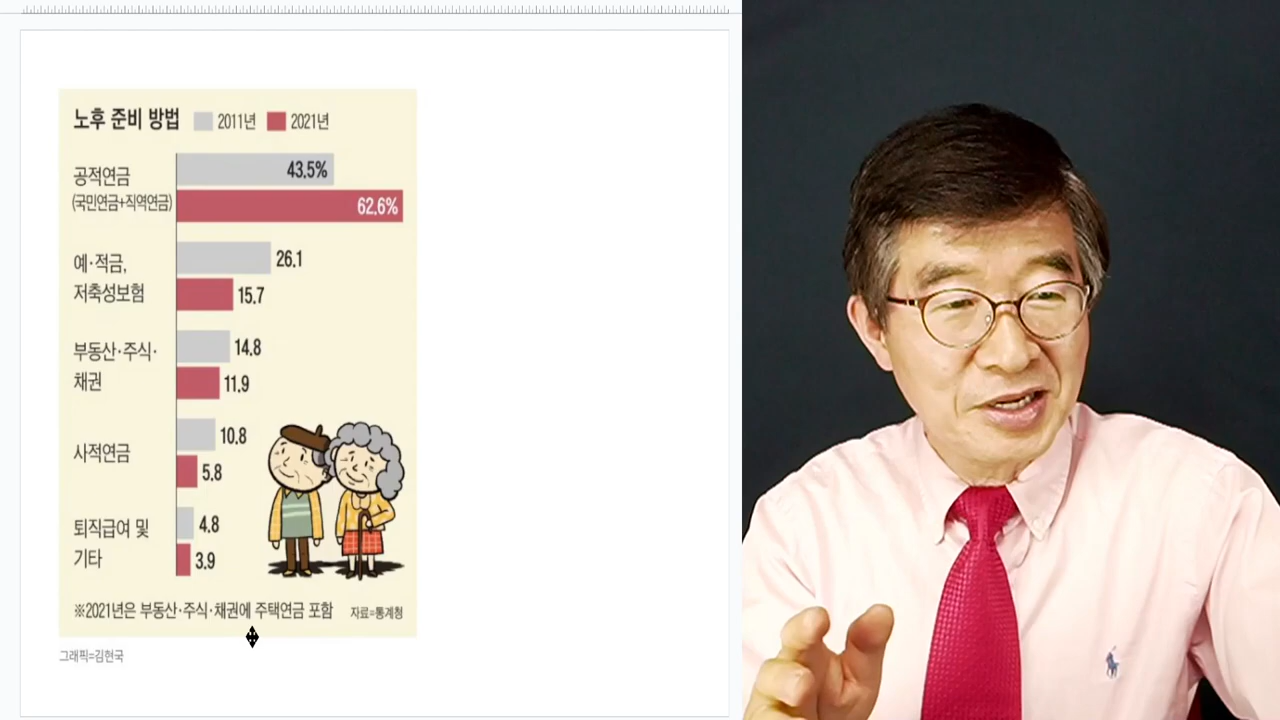 노후 준비 방법 2011년 2021년
공적연금
(국민연금+직역연금)
43.5%
62.6%
예·적금,
저축성보험
26.1
15.7
부동산·주식·
채권
14.8
11.9
사적연금
10.8
5.8
퇴직급여 및
기타
4.8
3.9
※2021년은 부동산·주식·채권에 주택연금 포함 자료=통계청
그래픽=김현국